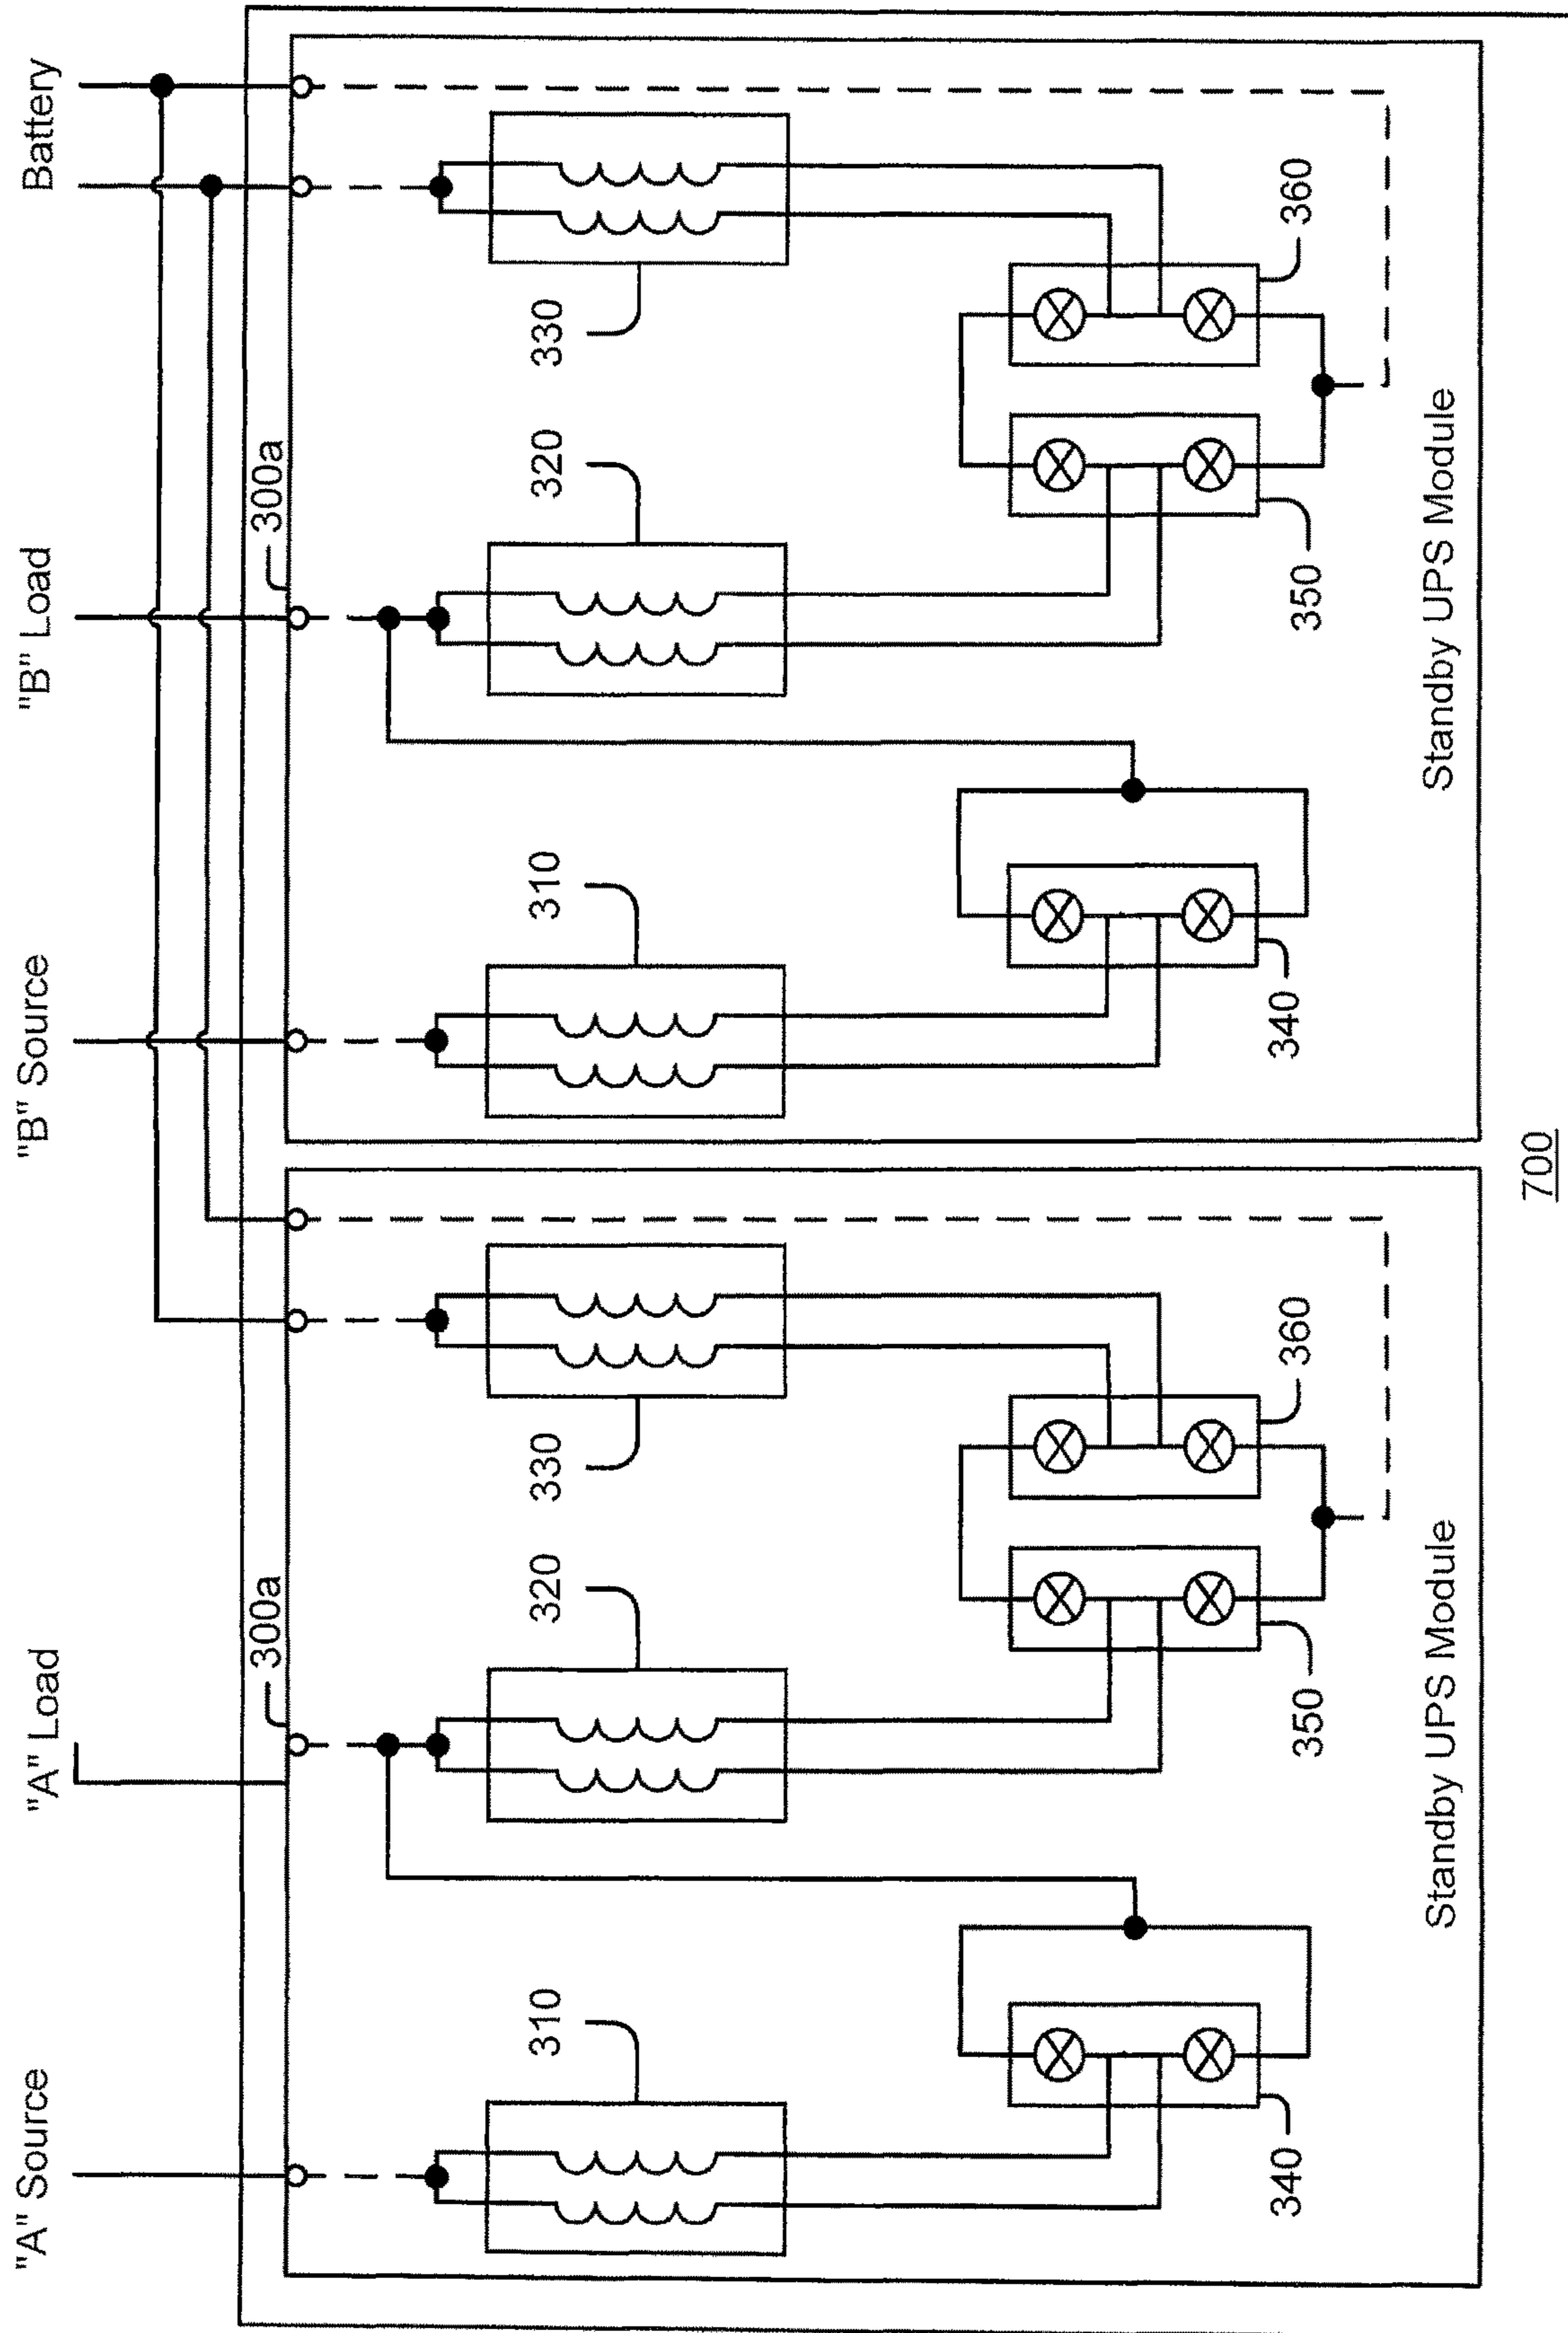 "A" Source
"A" Load
"B" Source
"B" Load
Battery
300a
300a
310
320
330
310
320
330
340
350
360
340
350
360
Standby UPS Module
Standby UPS Module
700